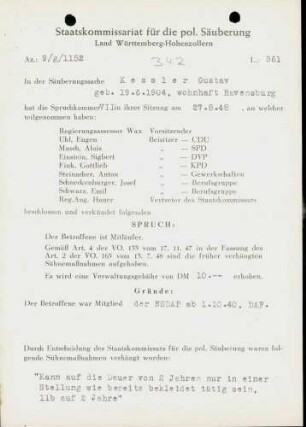 Staatskommissariat für die pol. Säuberung
Land Württemberg-Hohenzollern
Az.: 9/g/1152
342
L. 361
In der Säuberungssache K e s s l e r Gustav
geb. 19.6.1904, wohnhaft Ravensburg
hat die Spruchkammer VII in ihrer Sitzung am 27.8.48 , an welcher
teilgenommen haben:
Regierungsassessor Wax Vorsitzender
Uhl, Eugen Beisitzer — CDU
Mauch, Alois — SPD
Einstein, Sigbert — DVP
Fink, Gottlieb — KPD
Steinacher, Anton — Gewerkschaften
Schneckenburger, Josef — Berufsgruppe
Schwarz, Emil — Berufsgruppe
Reg.Ang. Hauer Vertreter des Staatskommissars
beschlossen und verkündet folgenden
SPRUCH:
Der Betroffene ist Mitläufer.
Gemäß Art. 4 der VO. 133 vom 17. 11. 47 in der Fassung des
Art. 2 der VO. 165 vom 13. 7. 48 sind die früher verhängten
Sühnemaßnahmen aufgehoben.
Es wird eine Verwaltungsgebühr von DM 10.-- erhoben.
Gründe:
Der Betroffene war Mitglied der NSDAP ab 1.10.40, DAF.
Durch Entscheidung des Staatskommissars für die pol. Säuberung waren fol-
gende Sühnemaßnahmen verhängt worden:
"Kann auf die Dauer von 2 Jahren nur in einer
Stellung wie bereits bekleidet tätig sein,
llb auf 2 Jahre"